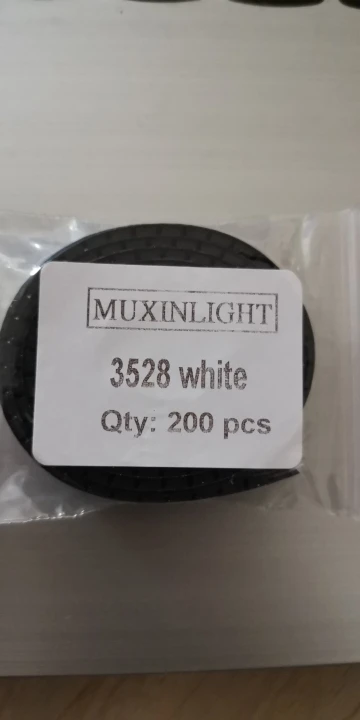 MUXINLIGHT
3528 white
Qty: 200 pcs